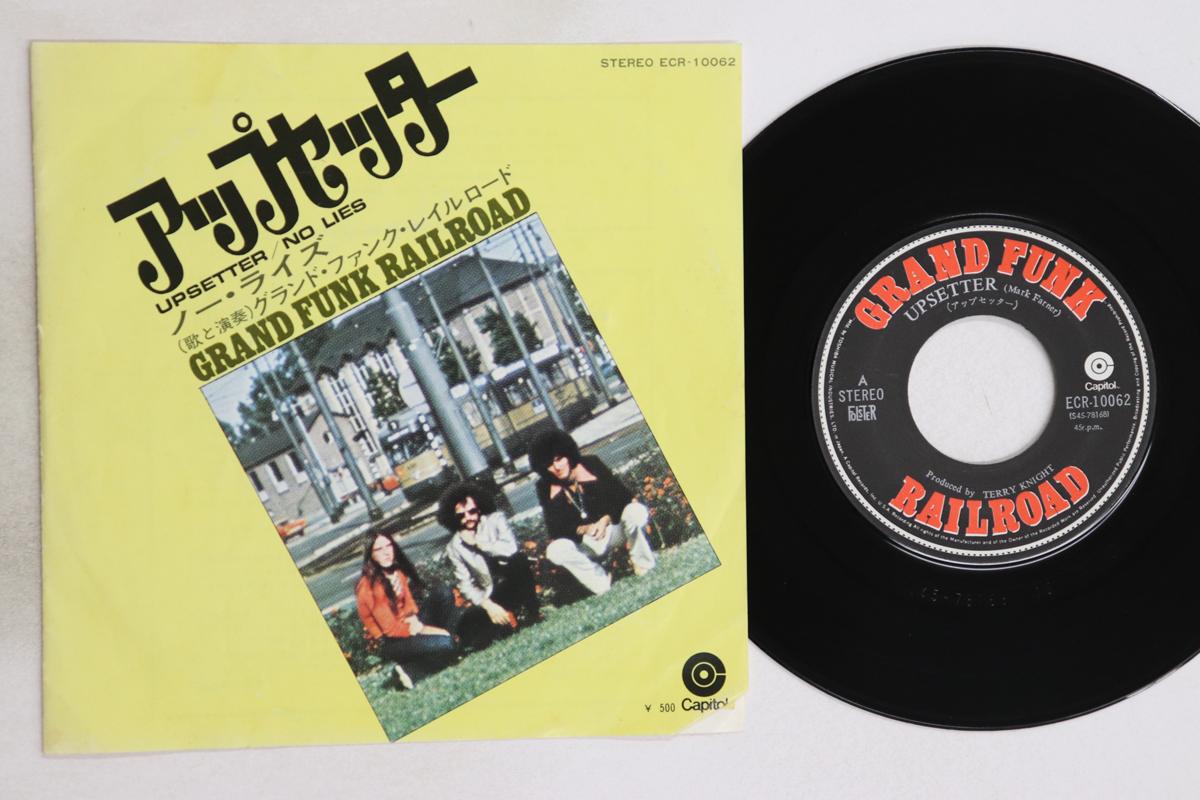 STEREO ECR-10062
アップセッター
UPSETTER/NO LIES
ノー・ライズ
(歌と演奏)グランド・ファンク・レイルロード
GRAND FUNK RAILROAD
¥ 500
Capitol
GRAND FUNK
UPSETTER (Mark Farner)
(アップセッター)
A
STEREO
Capitol
ECR-10062
(S45-78168)
45r.p.m.
Produced by TERRY KNIGHT
RAILROAD